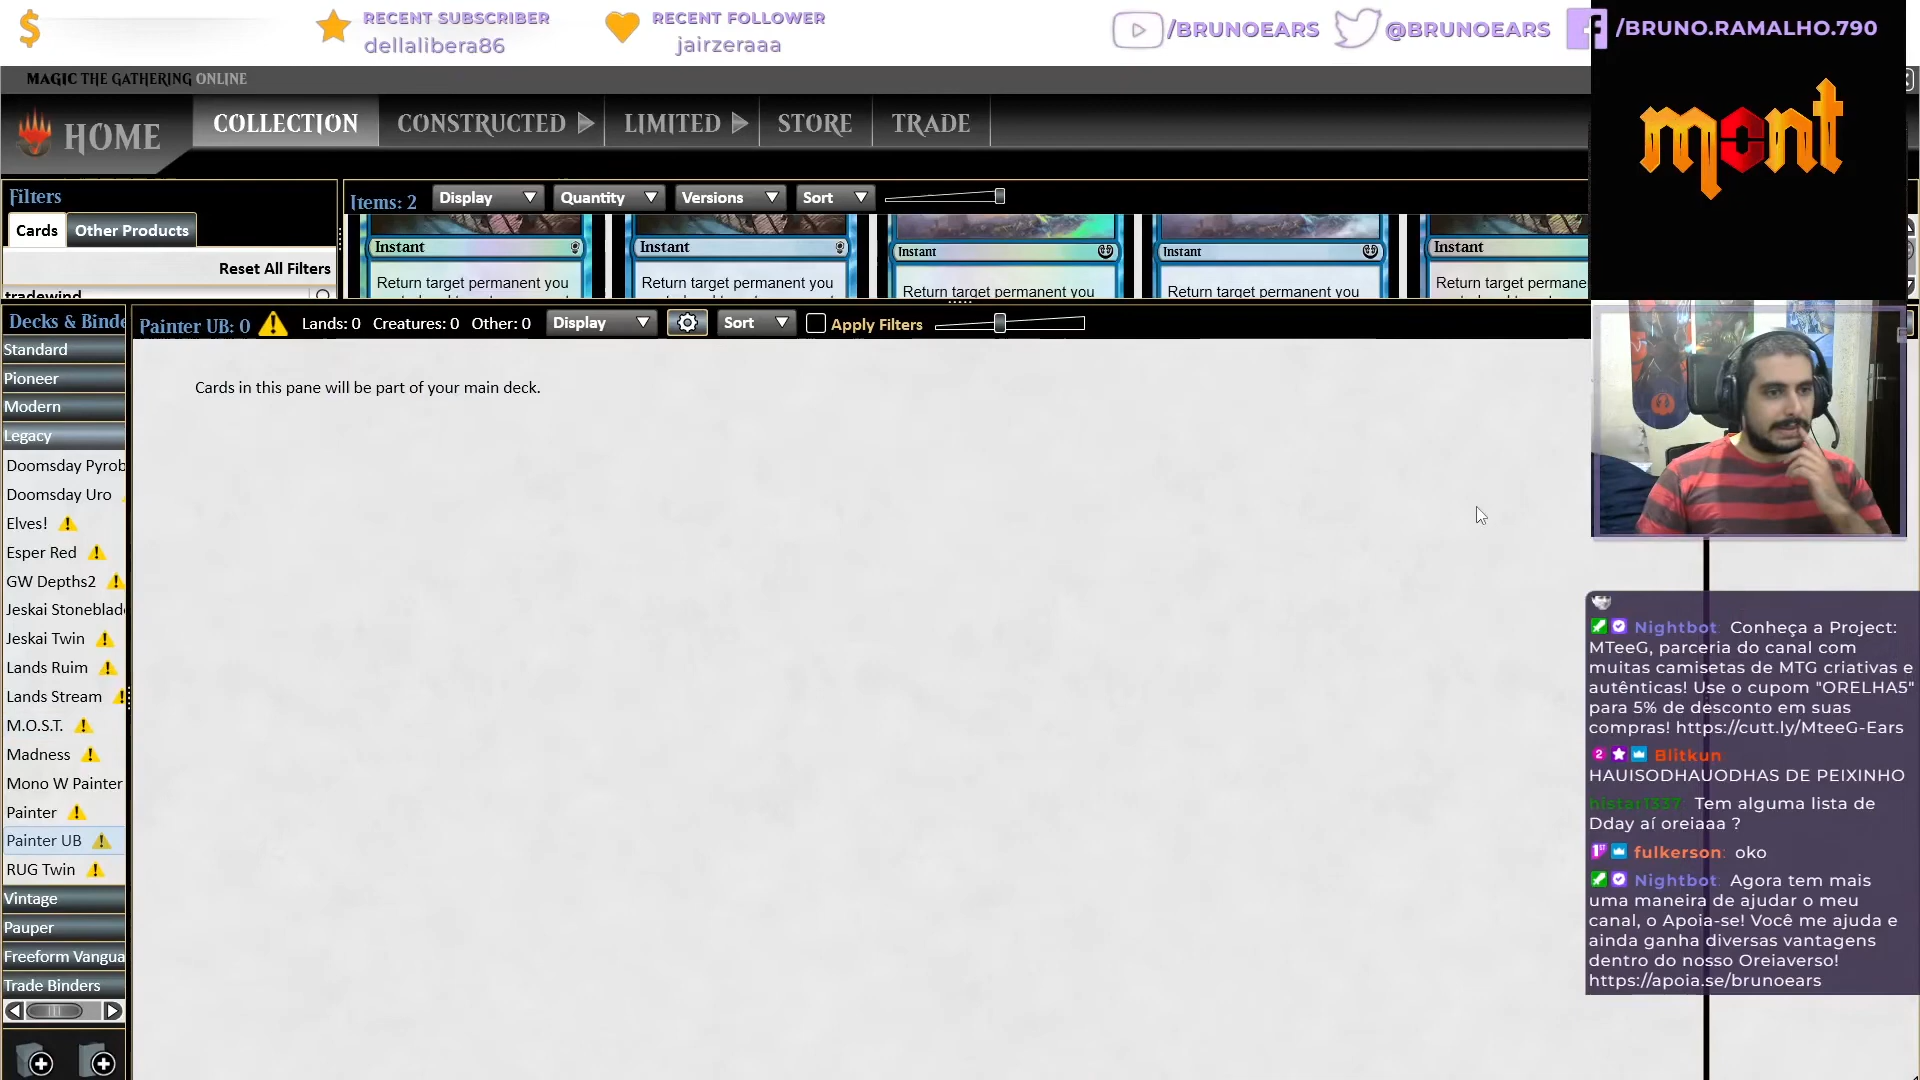 RECENT SUBSCRIBER
dellalibera86
RECENT FOLLOWER
jairzeraaa
/BRUNOEARS
@BRUNOEARS
/BRUNO.RAMALHO.790
MAGIC THE GATHERING ONLINE
HOME
COLLECTION
CONSTRUCTED
LIMITED
STORE
TRADE
mont
Filters
Cards
Other Products
Reset All Filters
tradewind
Items: 2
Display
Quantity
Versions
Sort
Instant
Return target permanent you
Instant
Return target permanent you
Instant
Return target permanent you
Instant
Return target permanent you
Instant
Return target permanent you
Decks & Binde
Painter UB: 0
Lands: 0
Creatures: 0
Other: 0
Display
Sort
Apply Filters
Cards in this pane will be part of your main deck.
Standard
Pioneer
Modern
Legacy
Doomsday Pyrob
Doomsday Uro
Elves!
Esper Red
GW Depths2
Jeskai Stoneblade
Jeskai Twin
Lands Ruim
Lands Stream
M.O.S.T.
Madness
Mono W Painter
Painter
Painter UB
RUG Twin
Vintage
Pauper
Freeform Vangua
Trade Binders
Nightbot: Conheça a Project:
MTeeG, parceria do canal com
muitas camisetas de MTG criativas e
autênticas! Use o cupom "ORELHA5"
para 5% de desconto em suas
compras! https://cutt.ly/MteeG-Ears
Blitkun:
HAUISODHAUODHAS DE PEIXINHO
histar1337: Tem alguma lista de
Dday aí oreiaaa ?
fulkerson: oko
Nightbot: Agora tem mais
uma maneira de ajudar o meu
canal, o Apoia-se! Você me ajuda e
ainda ganha diversas vantagens
dentro do nosso Oreiaverso!
https://apoia.se/brunoears